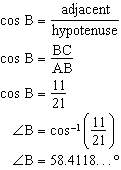 cos B = adjacent / hypotenuse
cos B = BC / AB
cos B = 11 / 21
∠B = cos⁻¹(11 / 21)
∠B = 58.4118...°